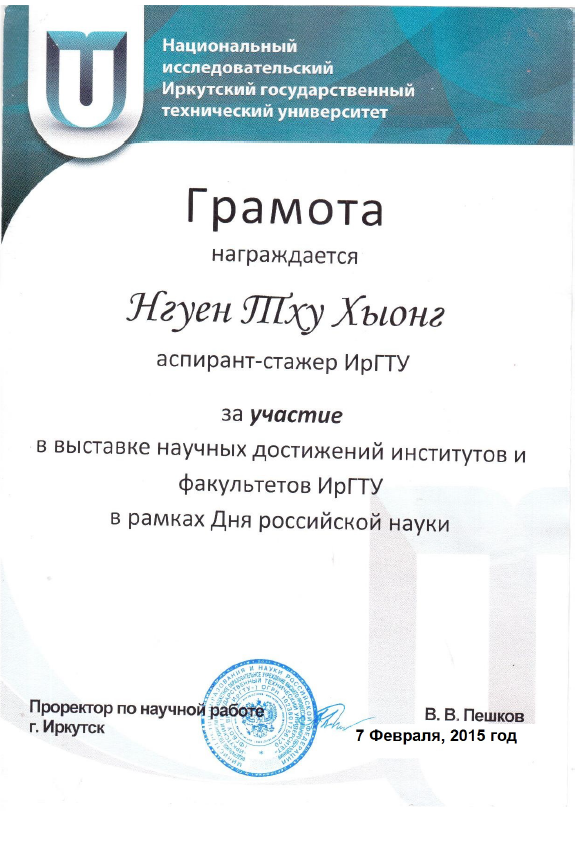 Национальный
исследовательский
Иркутский государственный
технический университет
Грамота
награждается
Нгуен Тху Хыонг
аспирант-стажер ИрГТУ
за участие
в выставке научных достижений институтов и
факультетов ИрГТУ
в рамках Дня российской науки
Проректор по научной работе
В. В. Пешков
г. Иркутск
7 Февраля, 2015 год